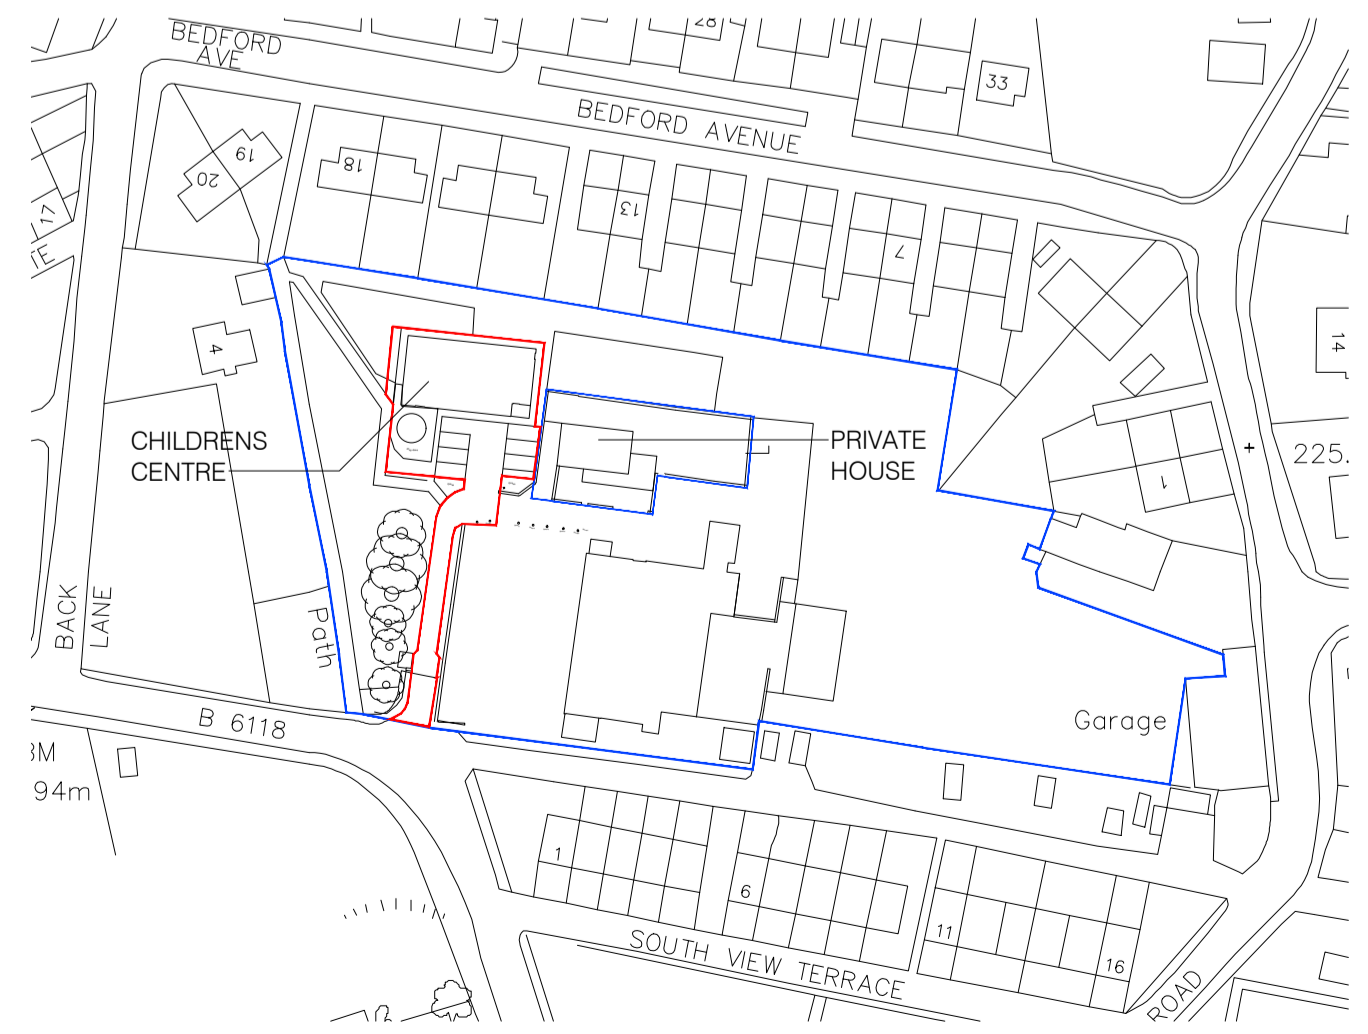 BEDFORD
AVE
28
33
BEDFORD AVENUE
19
20
18
13
7
17
4
14
1
225.
CHILDRENS
CENTRE
PRIVATE
HOUSE
BACK
LANE
Path
B 6118
94m
Garage
1
6
11
16
SOUTH VIEW TERRACE
ROAD